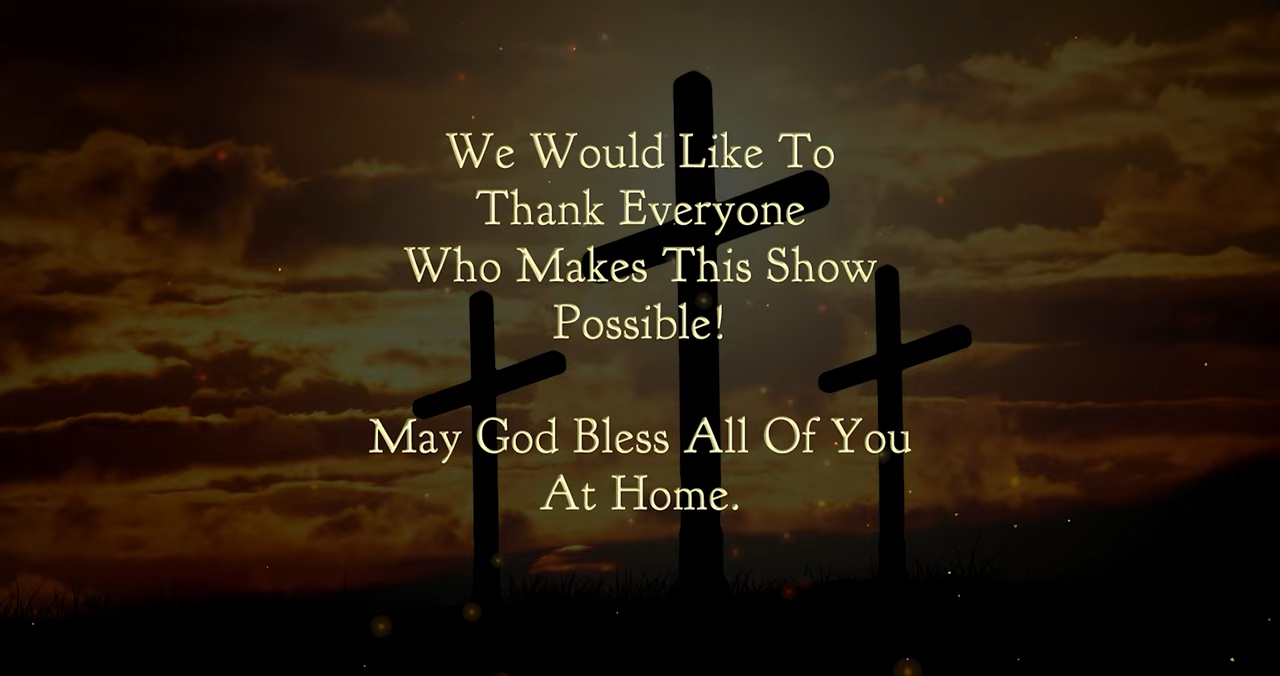 We Would Like To
Thank Everyone
Who Makes This Show
Possible!
May God Bless All Of You
At Home.